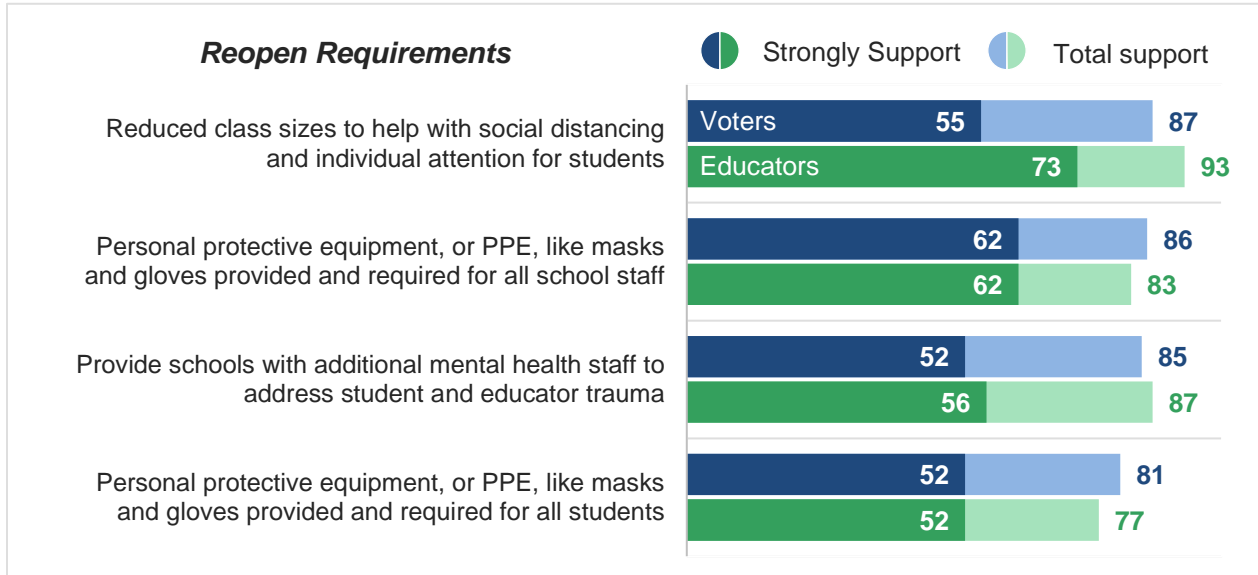 Reopen Requirements
Strongly Support
Total support
Reduced class sizes to help with social distancing
and individual attention for students
Voters 55 87
Educators 73 93
Personal protective equipment, or PPE, like masks
and gloves provided and required for all school staff
62 86
62 83
Provide schools with additional mental health staff to
address student and educator trauma
52 85
56 87
Personal protective equipment, or PPE, like masks
and gloves provided and required for all students
52 81
52 77